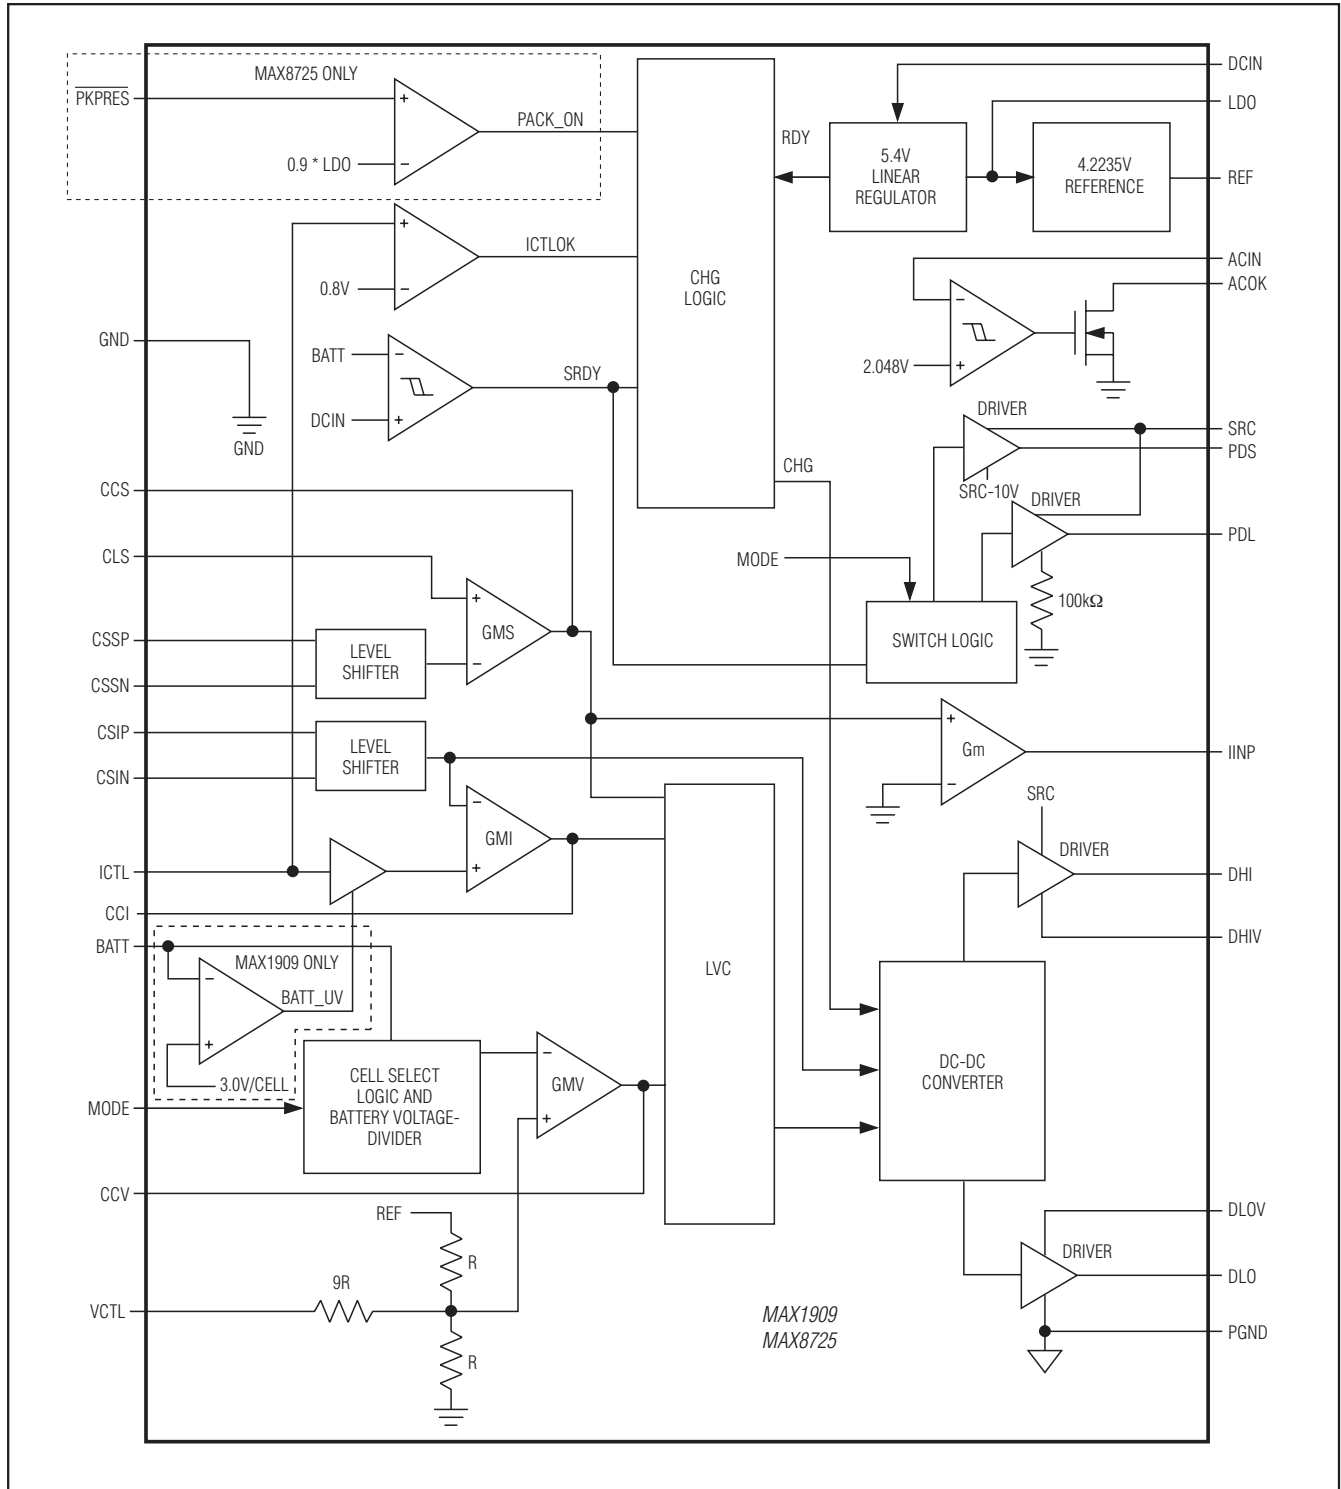 MAX8725 ONLY
PKPRES
+
PACK_ON
0.9 * LDO
−
+
ICTLOK
0.8V
−
GND
GND
BATT
−
SRDY
DCIN
+
CHG
LOGIC
RDY
CHG
5.4V
LINEAR
REGULATOR
4.2235V
REFERENCE
DCIN
LDO
REF
ACIN
ACOK
−
2.048V
+
DRIVER
SRC
PDS
SRC-10V
DRIVER
PDL
100kΩ
MODE
SWITCH LOGIC
CCS
CLS
+
GMS
−
CSSP
CSSN
LEVEL
SHIFTER
CSIP
CSIN
LEVEL
SHIFTER
−
GMI
+
ICTL
CCI
BATT
MAX1909 ONLY
−
BATT_UV
+
3.0V/CELL
MODE
CELL SELECT
LOGIC AND
BATTERY VOLTAGE-
DIVIDER
−
GMV
+
CCV
REF
R
9R
VCTL
R
LVC
+
Gm
−
IINP
SRC
DRIVER
DHI
DHIV
DC-DC
CONVERTER
DLOV
DRIVER
DLO
PGND
MAX1909
MAX8725